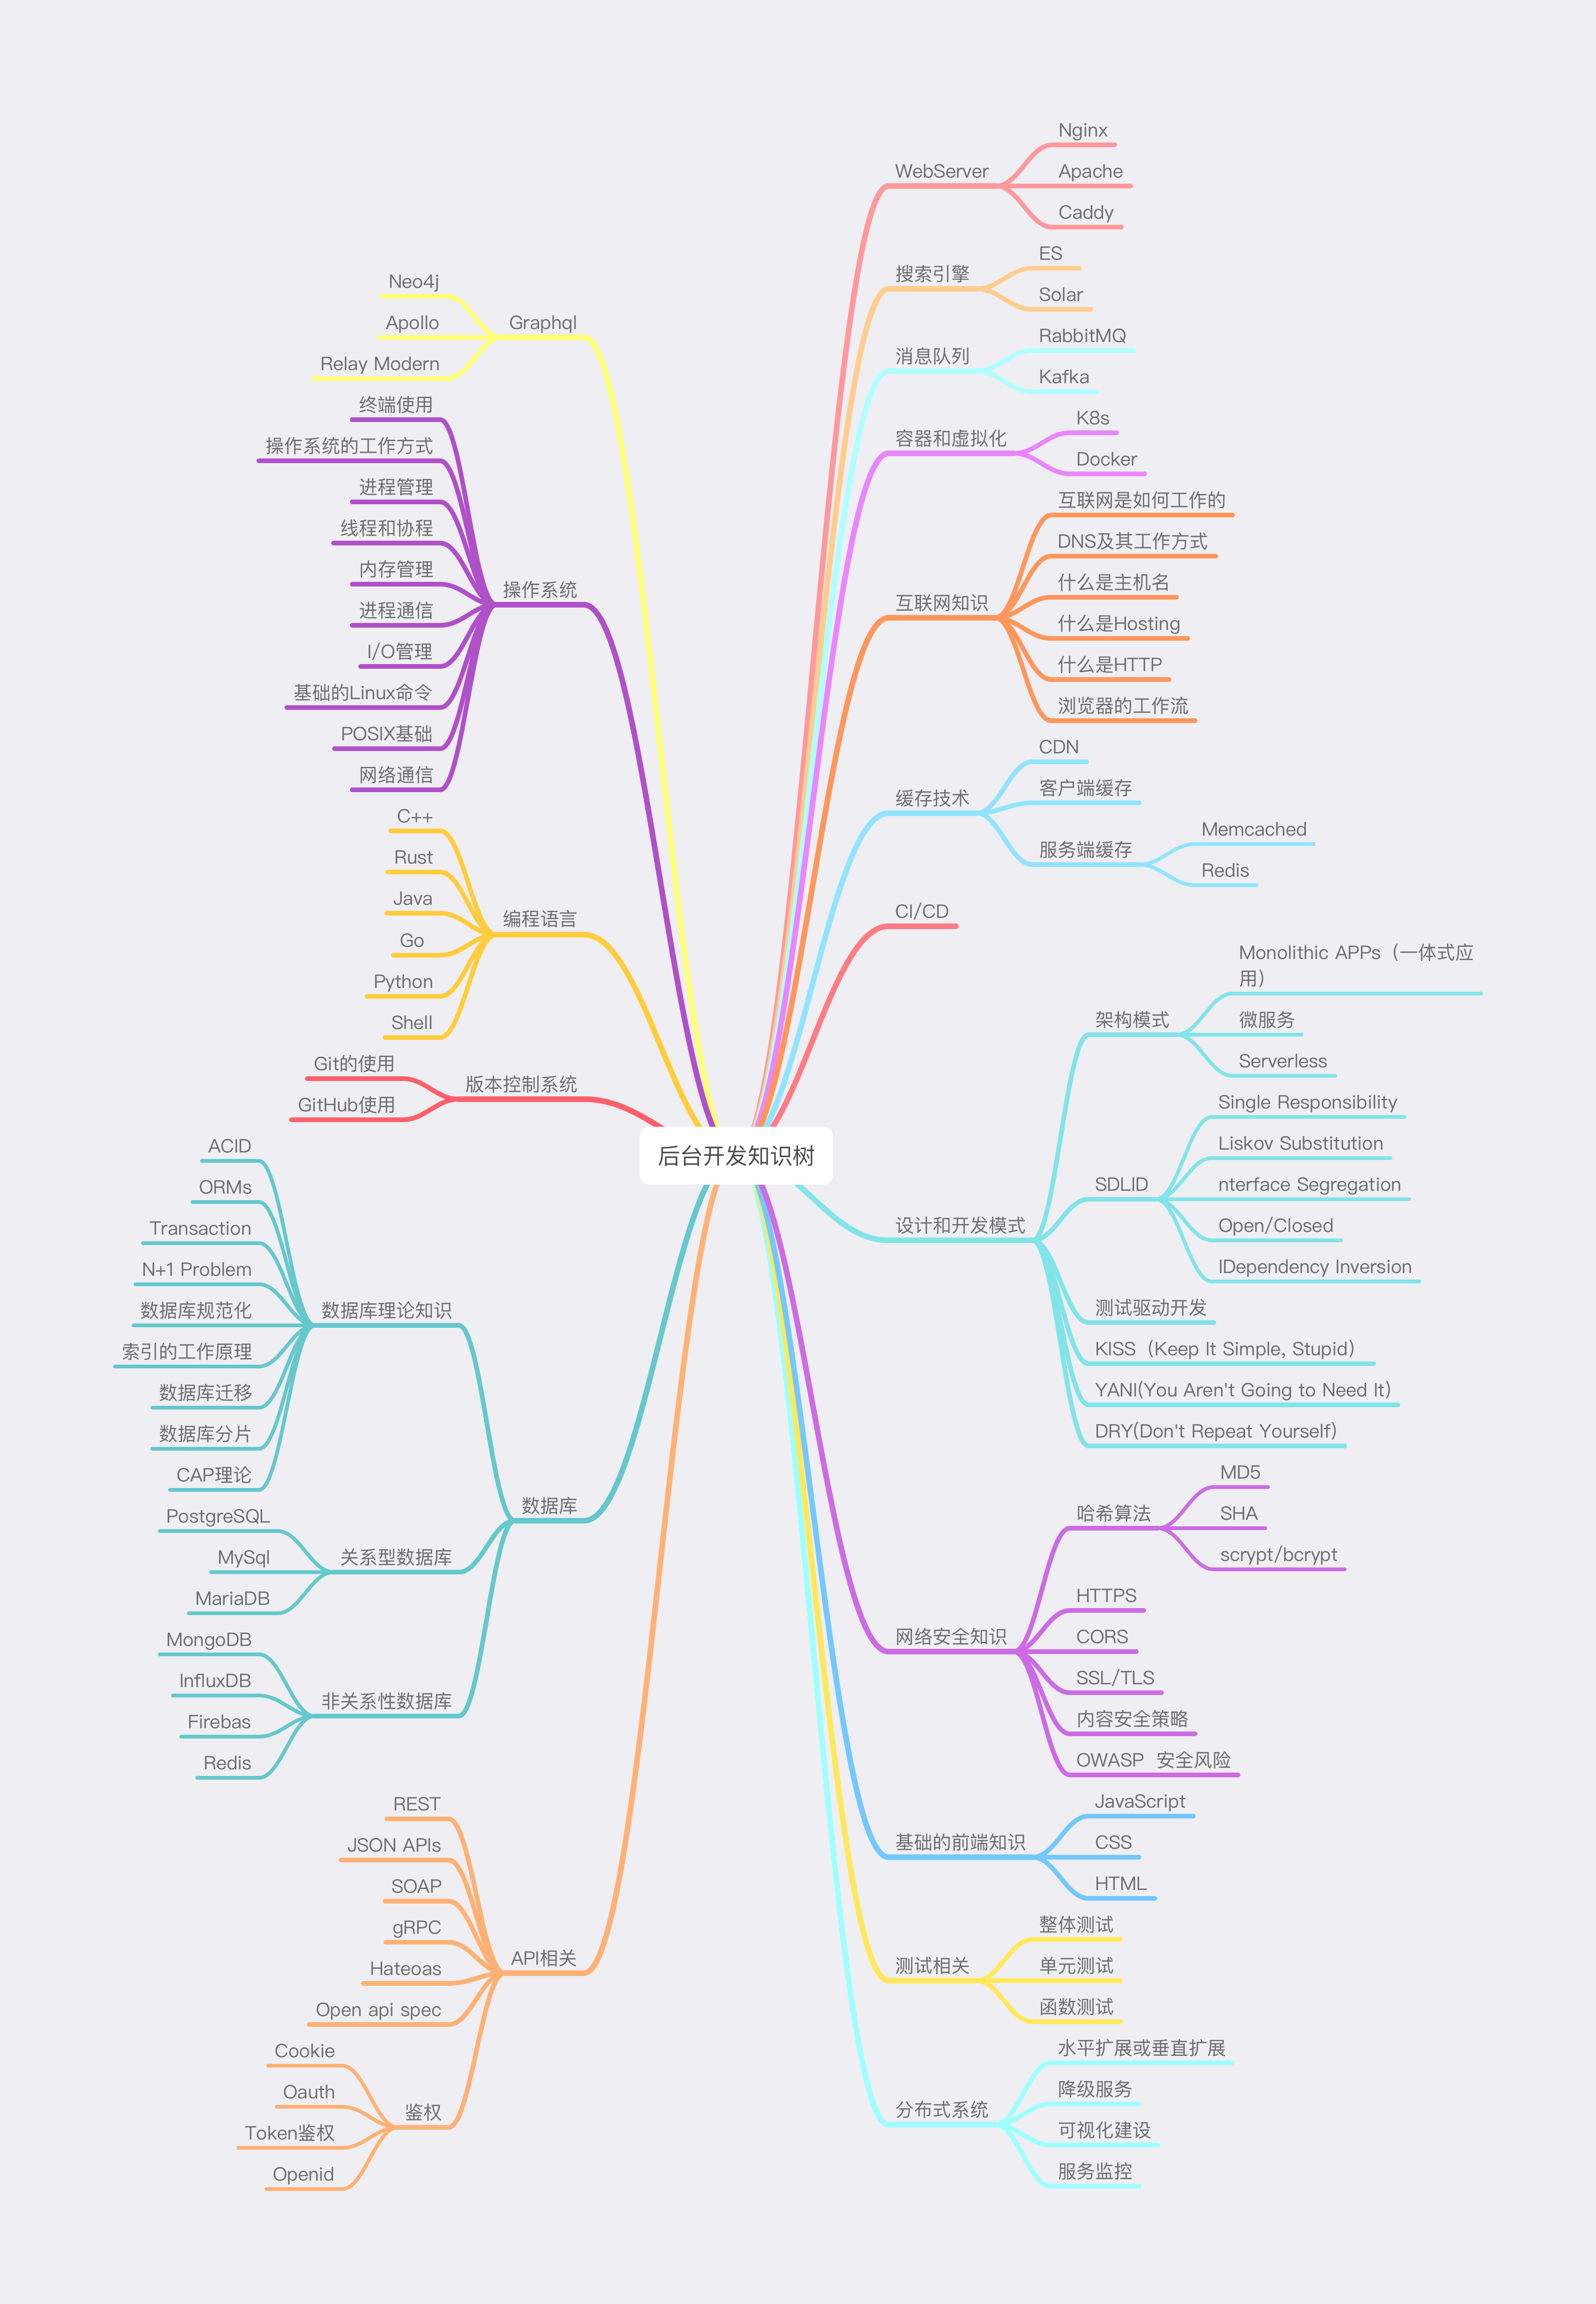 后台开发知识树
WebServer
Nginx
Apache
Caddy
搜索引擎
ES
Solar
消息队列
RabbitMQ
Kafka
容器和虚拟化
K8s
Docker
互联网知识
互联网是如何工作的
DNS及其工作方式
什么是主机名
什么是Hosting
什么是HTTP
浏览器的工作流
缓存技术
CDN
客户端缓存
服务端缓存
Memcached
Redis
CI/CD
设计和开发模式
架构模式
Monolithic APPs（一体式应
用）
微服务
Serverless
SDLID
Single Responsibility
Liskov Substitution
nterface Segregation
Open/Closed
IDependency Inversion
测试驱动开发
KISS（Keep It Simple, Stupid）
YANI(You Aren't Going to Need It)
DRY(Don't Repeat Yourself)
网络安全知识
哈希算法
MD5
SHA
scrypt/bcrypt
HTTPS
CORS
SSL/TLS
内容安全策略
OWASP 安全风险
基础的前端知识
JavaScript
CSS
HTML
测试相关
整体测试
单元测试
函数测试
分布式系统
水平扩展或垂直扩展
降级服务
可视化建设
服务监控
Graphql
Neo4j
Apollo
Relay Modern
操作系统
终端使用
操作系统的工作方式
进程管理
线程和协程
内存管理
进程通信
I/O管理
基础的Linux命令
POSIX基础
网络通信
编程语言
C++
Rust
Java
Go
Python
Shell
版本控制系统
Git的使用
GitHub使用
数据库
数据库理论知识
ACID
ORMs
Transaction
N+1 Problem
数据库规范化
索引的工作原理
数据库迁移
数据库分片
CAP理论
关系型数据库
PostgreSQL
MySql
MariaDB
非关系性数据库
MongoDB
InfluxDB
Firebas
Redis
API相关
REST
JSON APIs
SOAP
gRPC
Hateoas
Open api spec
鉴权
Cookie
Oauth
Token鉴权
Openid